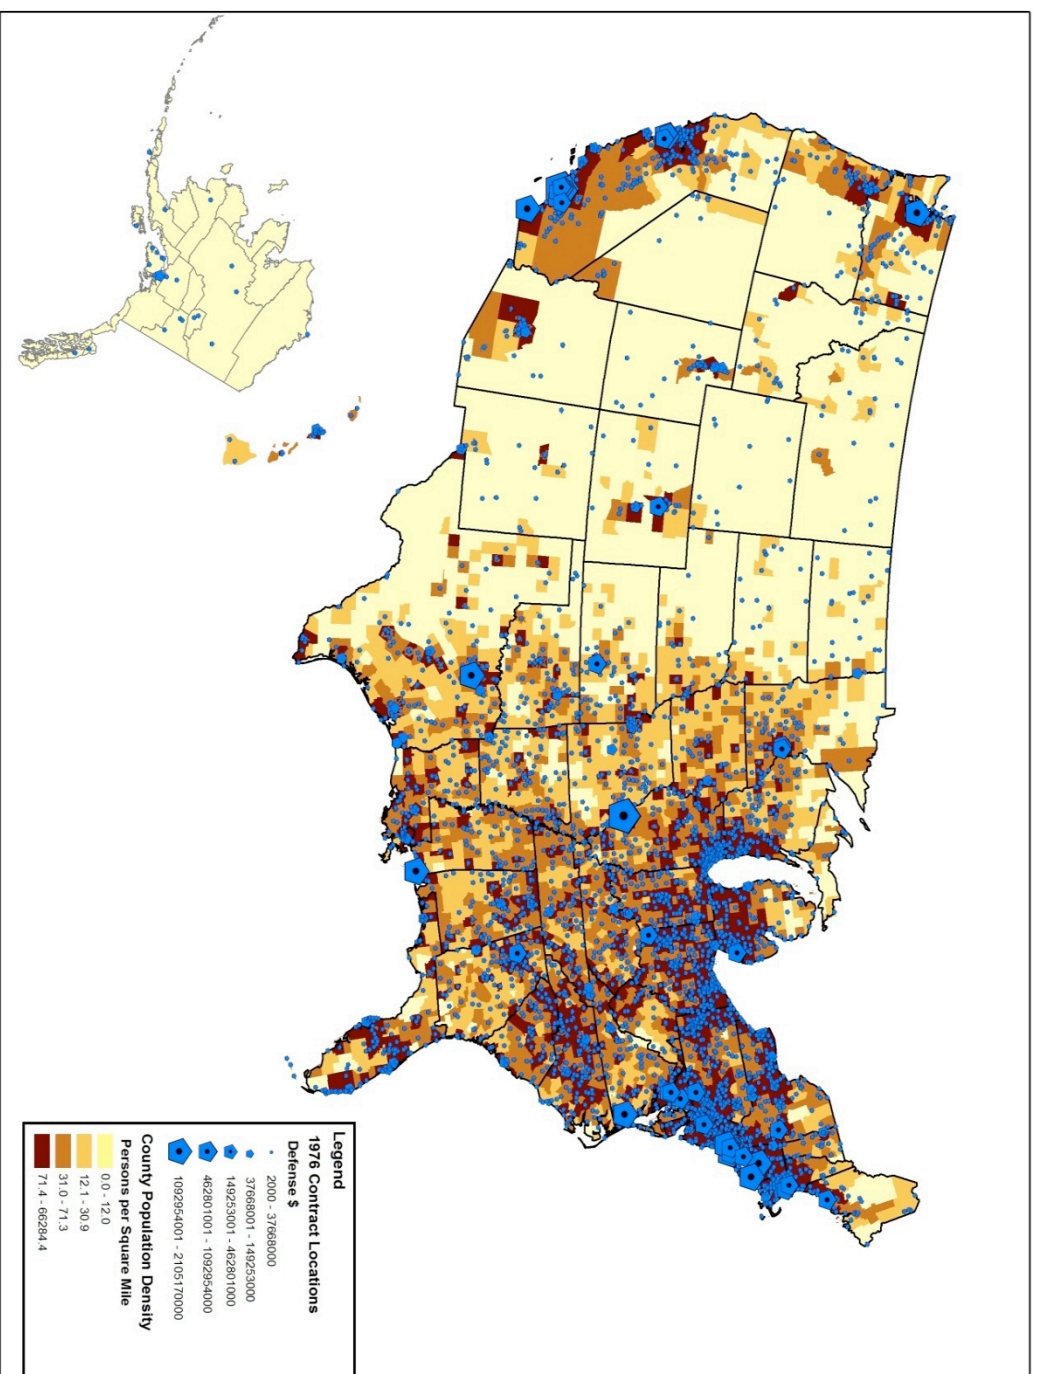 Legend
1976 Contract Locations
Defense $
2000 - 37668000
37668001 - 149253000
149253001 - 462801000
462801001 - 1092954000
1092954001 - 2105170000
County Population Density
Persons per Square Mile
0.0 - 12.0
12.1 - 30.9
31.0 - 71.3
71.4 - 66284.4